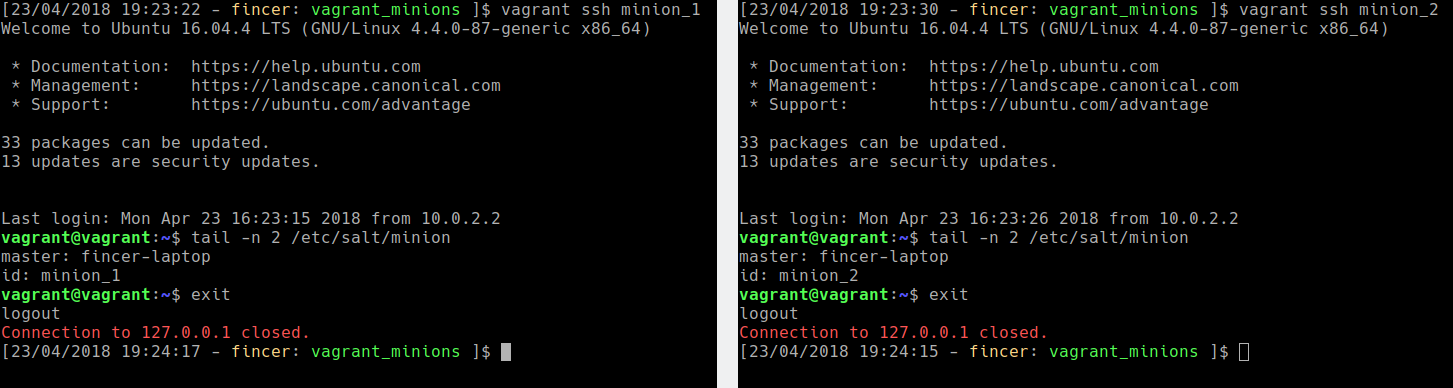 [23/04/2018 19:23:22 - fincer: vagrant_minions ]$ vagrant ssh minion_1
Welcome to Ubuntu 16.04.4 LTS (GNU/Linux 4.4.0-87-generic x86_64)
* Documentation:  https://help.ubuntu.com
* Management:     https://landscape.canonical.com
* Support:        https://ubuntu.com/advantage
33 packages can be updated.
13 updates are security updates.
Last login: Mon Apr 23 16:23:15 2018 from 10.0.2.2
vagrant@vagrant:~$ tail -n 2 /etc/salt/minion
master: fincer-laptop
id: minion_1
vagrant@vagrant:~$ exit
logout
Connection to 127.0.0.1 closed.
[23/04/2018 19:24:17 - fincer: vagrant_minions ]$
[23/04/2018 19:23:30 - fincer: vagrant_minions ]$ vagrant ssh minion_2
Welcome to Ubuntu 16.04.4 LTS (GNU/Linux 4.4.0-87-generic x86_64)
* Documentation:  https://help.ubuntu.com
* Management:     https://landscape.canonical.com
* Support:        https://ubuntu.com/advantage
33 packages can be updated.
13 updates are security updates.
Last login: Mon Apr 23 16:23:26 2018 from 10.0.2.2
vagrant@vagrant:~$ tail -n 2 /etc/salt/minion
master: fincer-laptop
id: minion_2
vagrant@vagrant:~$ exit
logout
Connection to 127.0.0.1 closed.
[23/04/2018 19:24:15 - fincer: vagrant_minions ]$